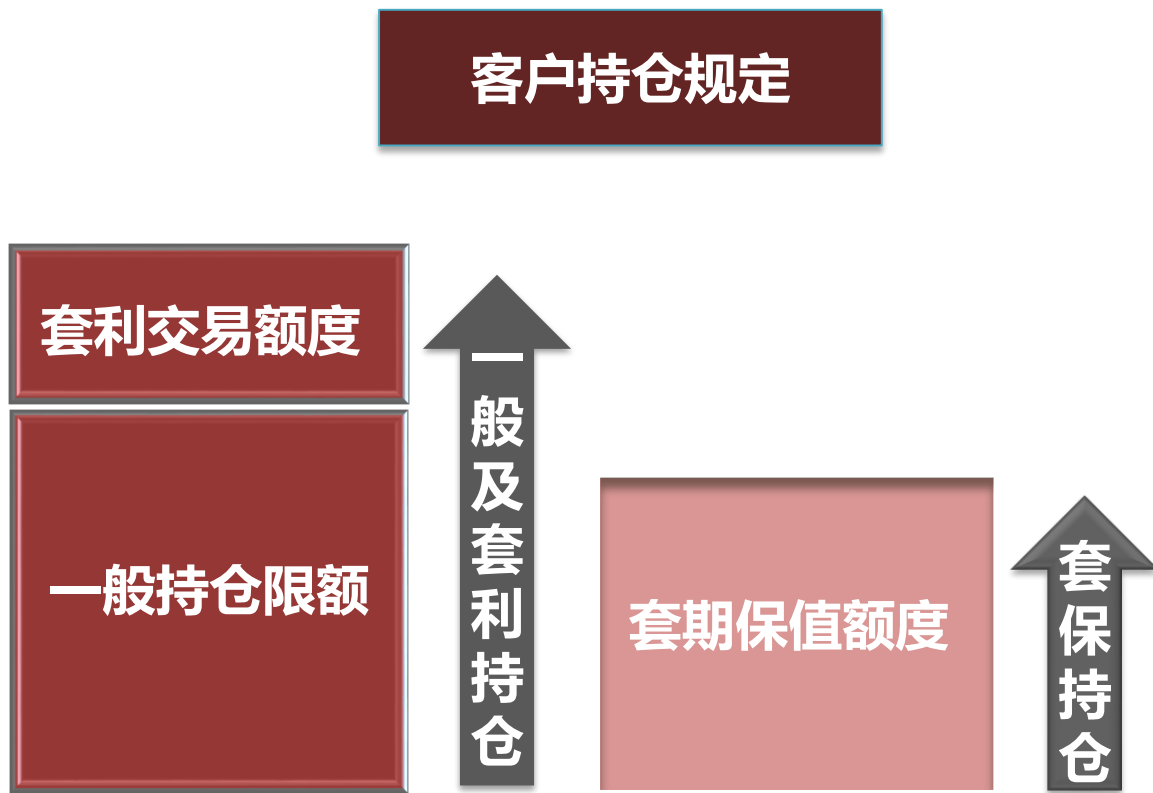 客户持仓规定
套利交易额度
一般持仓限额
一般及套利持仓
套期保值额度
套保持仓